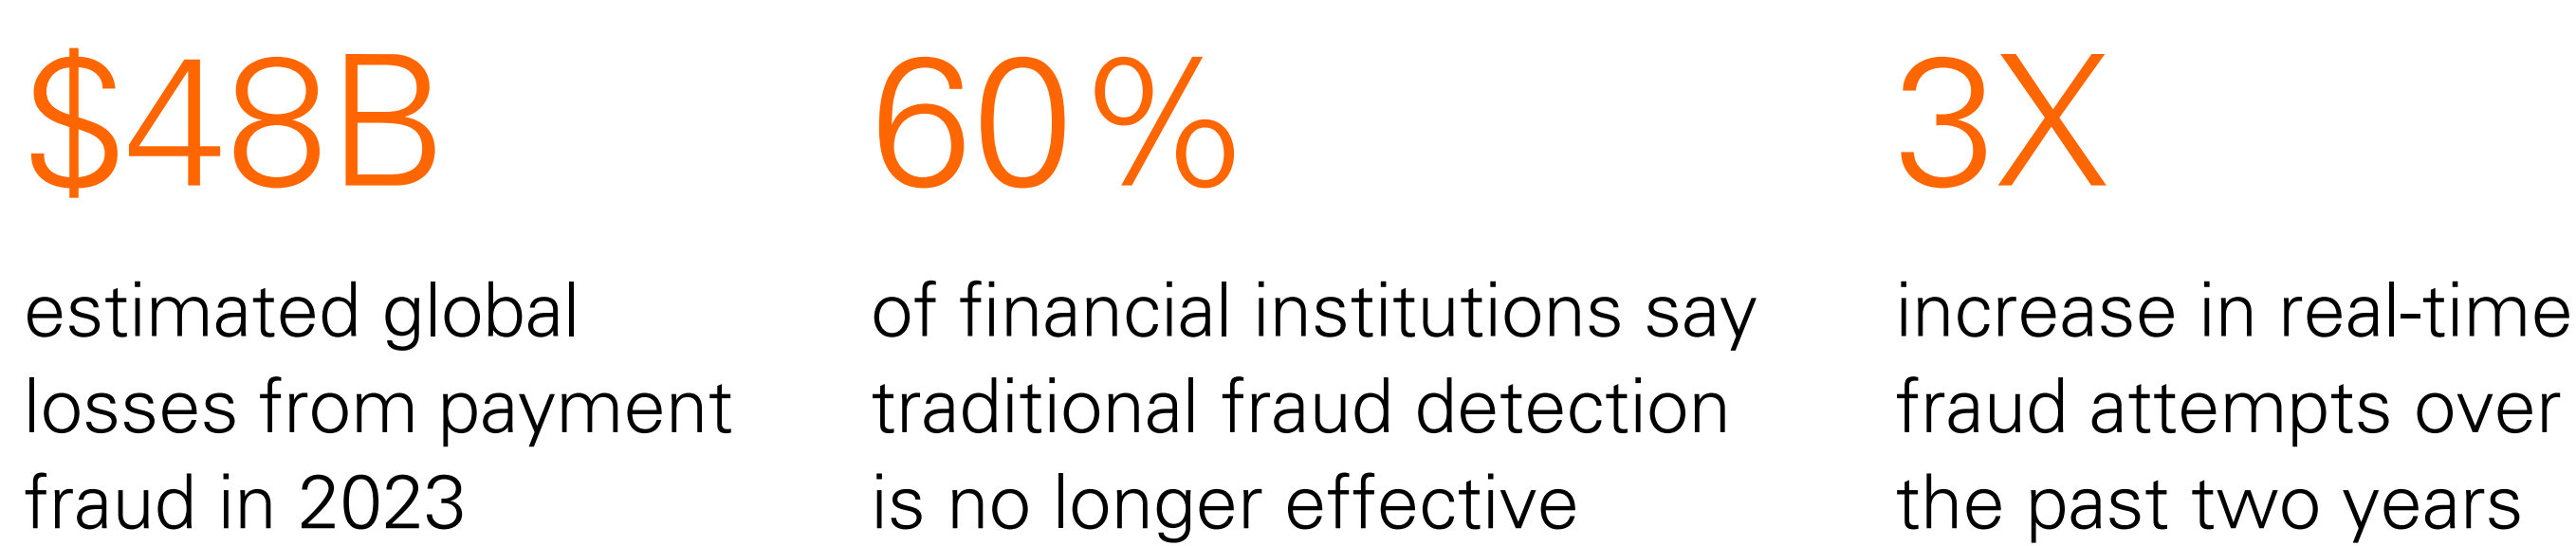 $48B
estimated global
losses from payment
fraud in 2023
60%
of financial institutions say
traditional fraud detection
is no longer effective
3X
increase in real-time
fraud attempts over
the past two years